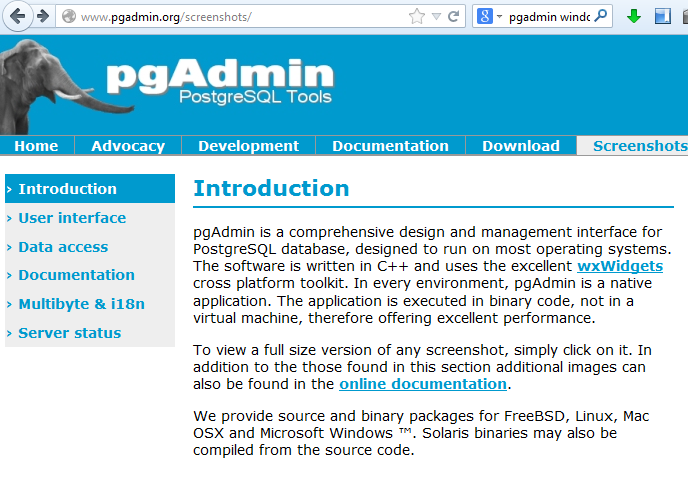 www.pgadmin.org/screenshots/
pgadmin windo
pgAdmin
PostgreSQL Tools
Home Advocacy Development Documentation Download Screenshots
› Introduction
› User interface
› Data access
› Documentation
› Multibyte & i18n
› Server status
Introduction
pgAdmin is a comprehensive design and management interface for
PostgreSQL database, designed to run on most operating systems.
The software is written in C++ and uses the excellent wxWidgets
cross platform toolkit. In every environment, pgAdmin is a native
application. The application is executed in binary code, not in a
virtual machine, therefore offering excellent performance.
To view a full size version of any screenshot, simply click on it. In
addition to the those found in this section additional images can
also be found in the online documentation.
We provide source and binary packages for FreeBSD, Linux, Mac
OSX and Microsoft Windows ™. Solaris binaries may also be
compiled from the source code.